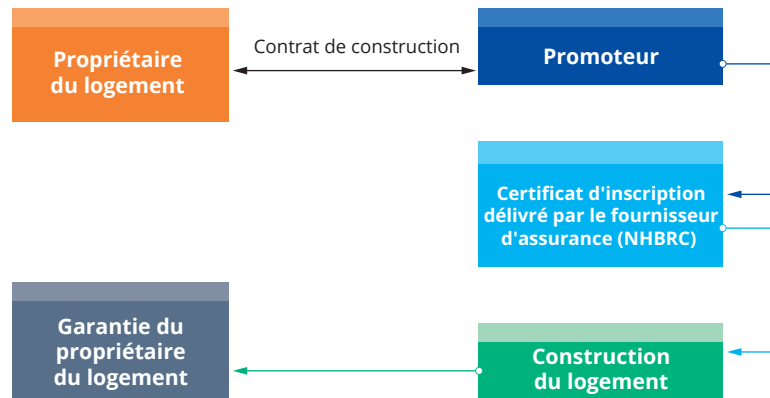 Propriétaire
du logement
Contrat de construction
Promoteur
Certificat d'inscription
délivré par le fournisseur
d'assurance (NHBRC)
Garantie du
propriétaire
du logement
Construction
du logement